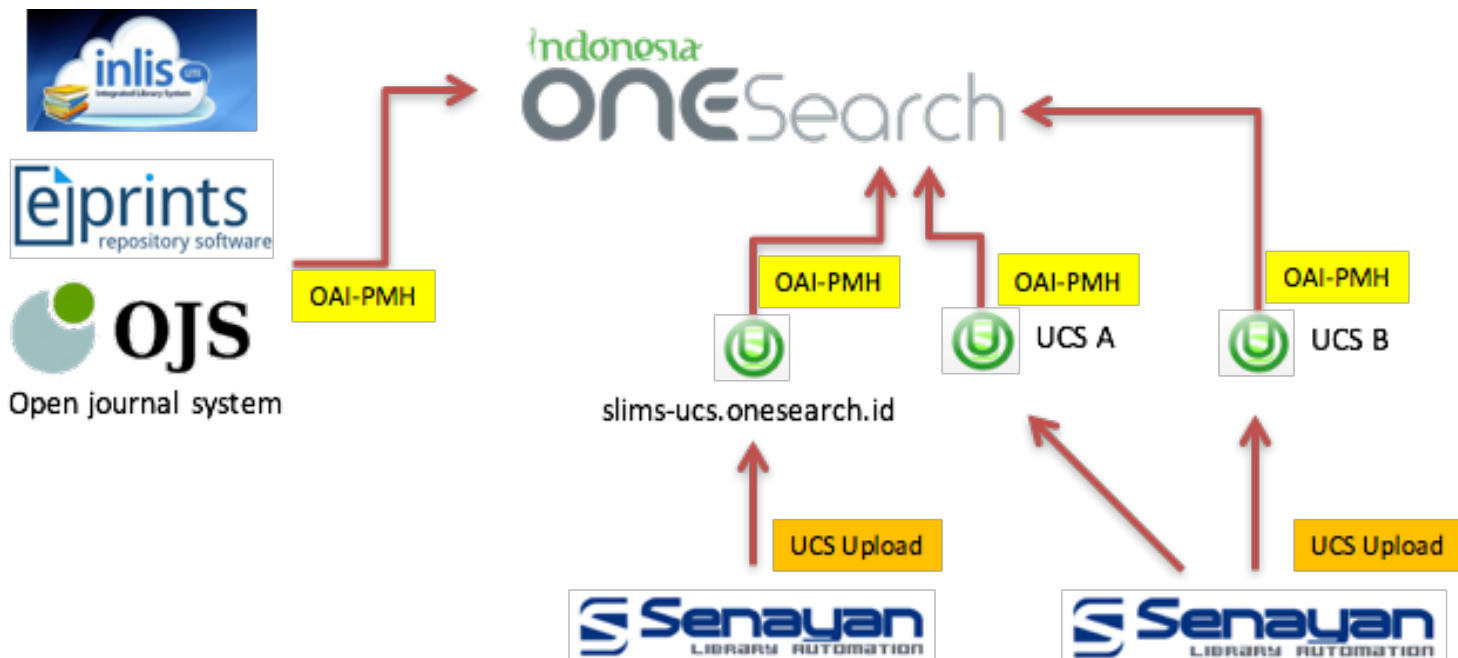 inlis lite
Integrated Library System
eprints
repository software
OJS
Open journal system
OAI-PMH
indonesia
ONESearch
OAI-PMH
OAI-PMH
OAI-PMH
UCS A
UCS B
slims-ucs.onesearch.id
UCS Upload
UCS Upload
Senayan
LIBRARY AUTOMATION
Senayan
LIBRARY AUTOMATION